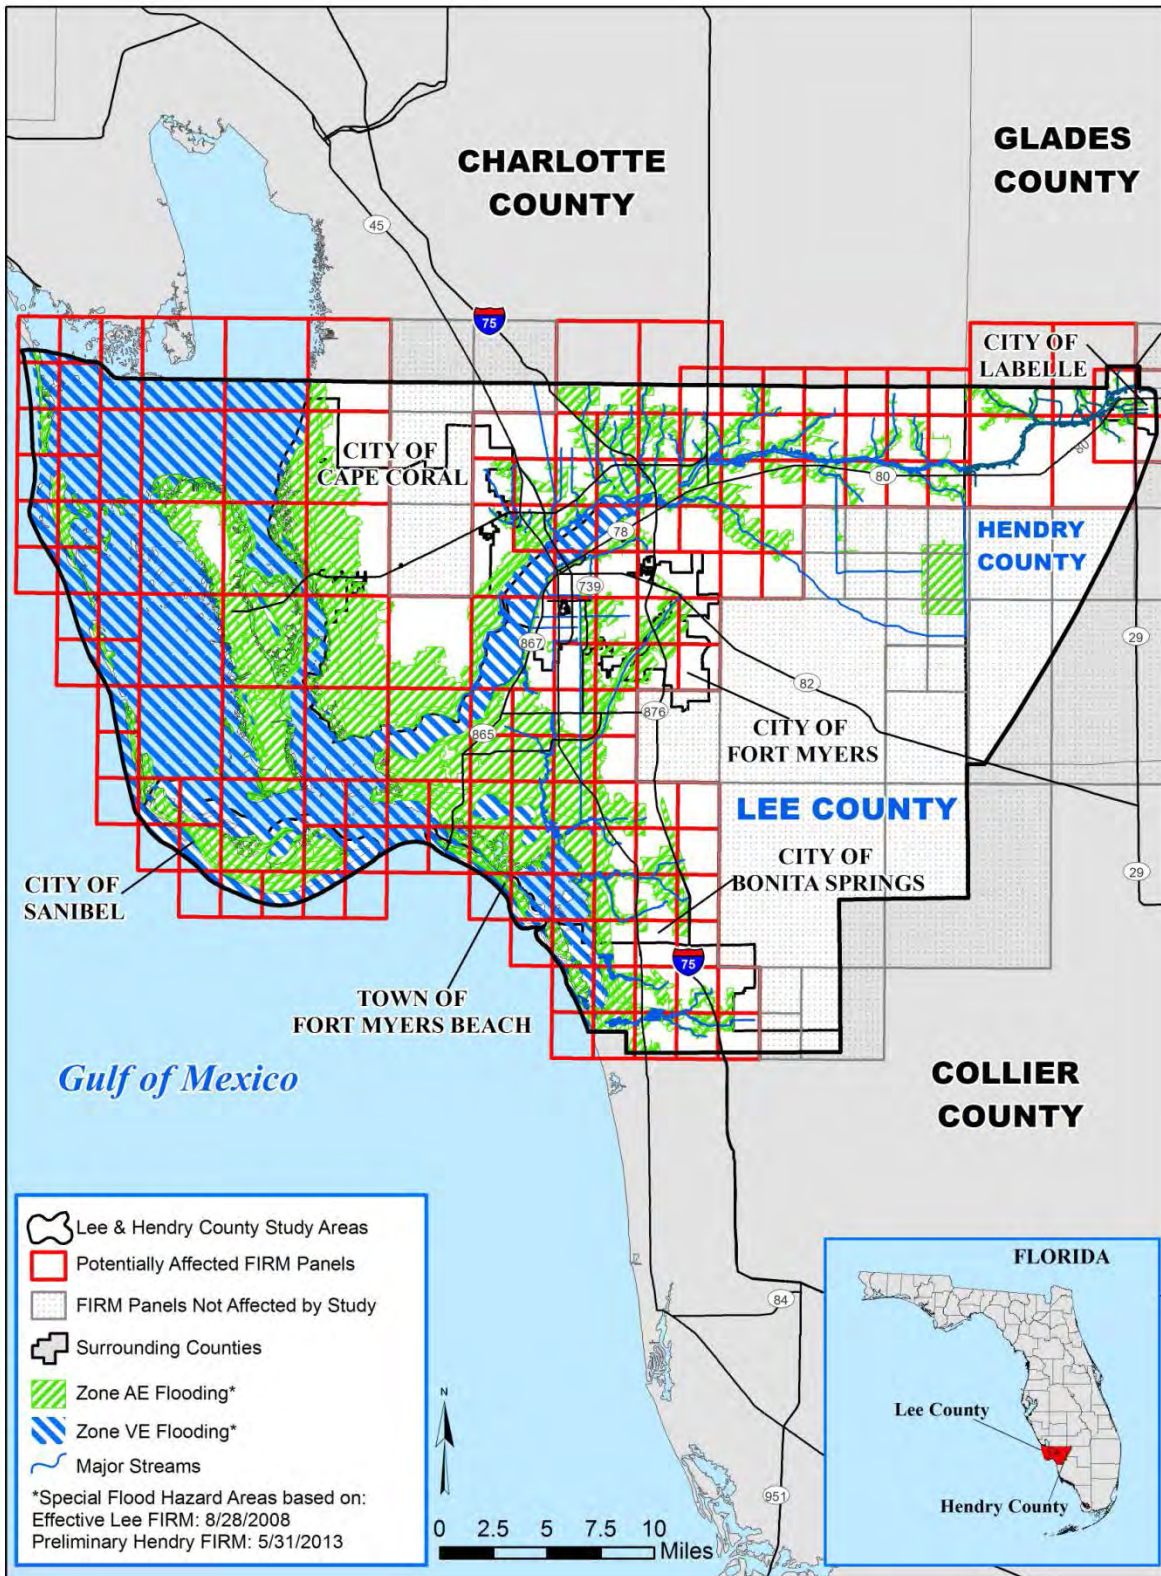 CHARLOTTE
COUNTY
GLADES
COUNTY
45
75
CITY OF
LABELLE
CITY OF
CAPE CORAL
80
80
HENDRY
COUNTY
78
739
867
29
82
876
865
CITY OF
FORT MYERS
LEE COUNTY
CITY OF
BONITA SPRINGS
29
CITY OF
SANIBEL
75
TOWN OF
FORT MYERS BEACH
Gulf of Mexico
COLLIER
COUNTY
84
951
Lee & Hendry County Study Areas
Potentially Affected FIRM Panels
FIRM Panels Not Affected by Study
Surrounding Counties
Zone AE Flooding*
Zone VE Flooding*
Major Streams
*Special Flood Hazard Areas based on:
Effective Lee FIRM: 8/28/2008
Preliminary Hendry FIRM: 5/31/2013
N
0 2.5 5 7.5 10
Miles
FLORIDA
Lee County
Hendry County